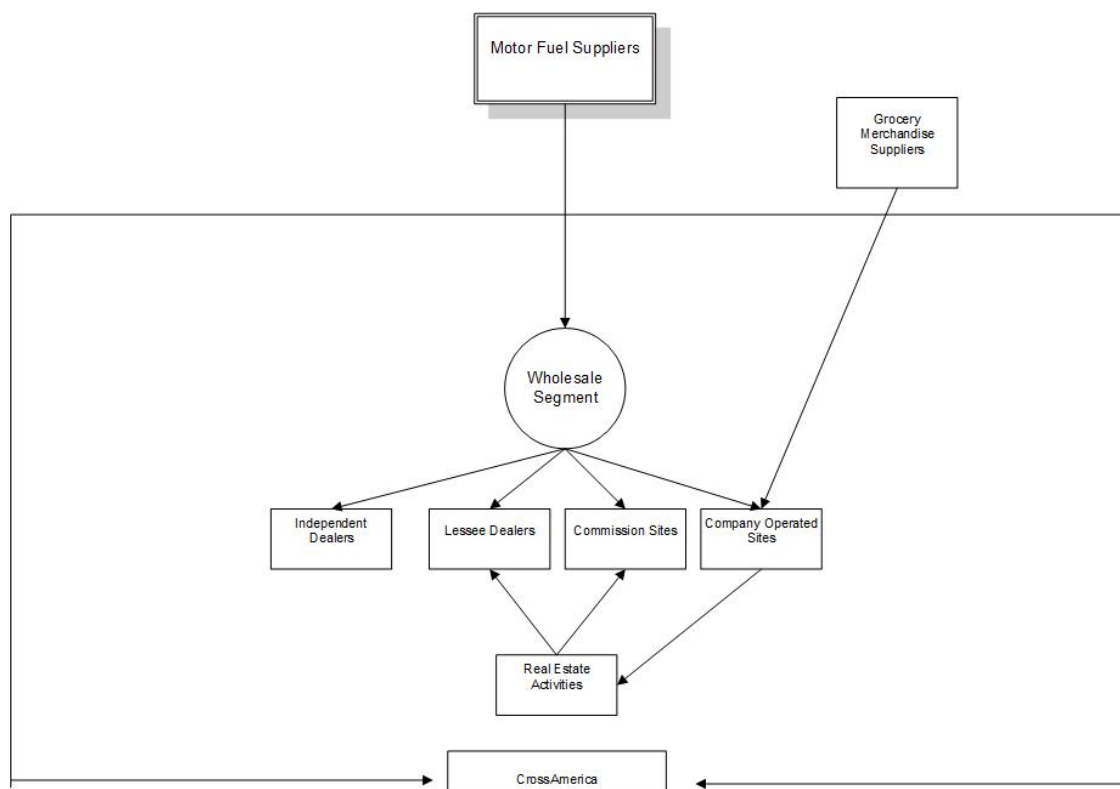 Motor Fuel Suppliers
Grocery
Merchandise
Suppliers
Wholesale
Segment
Independent
Dealers
Lessee Dealers
Commission Sites
Company Operated
Sites
Real Estate
Activities
CrossAmerica